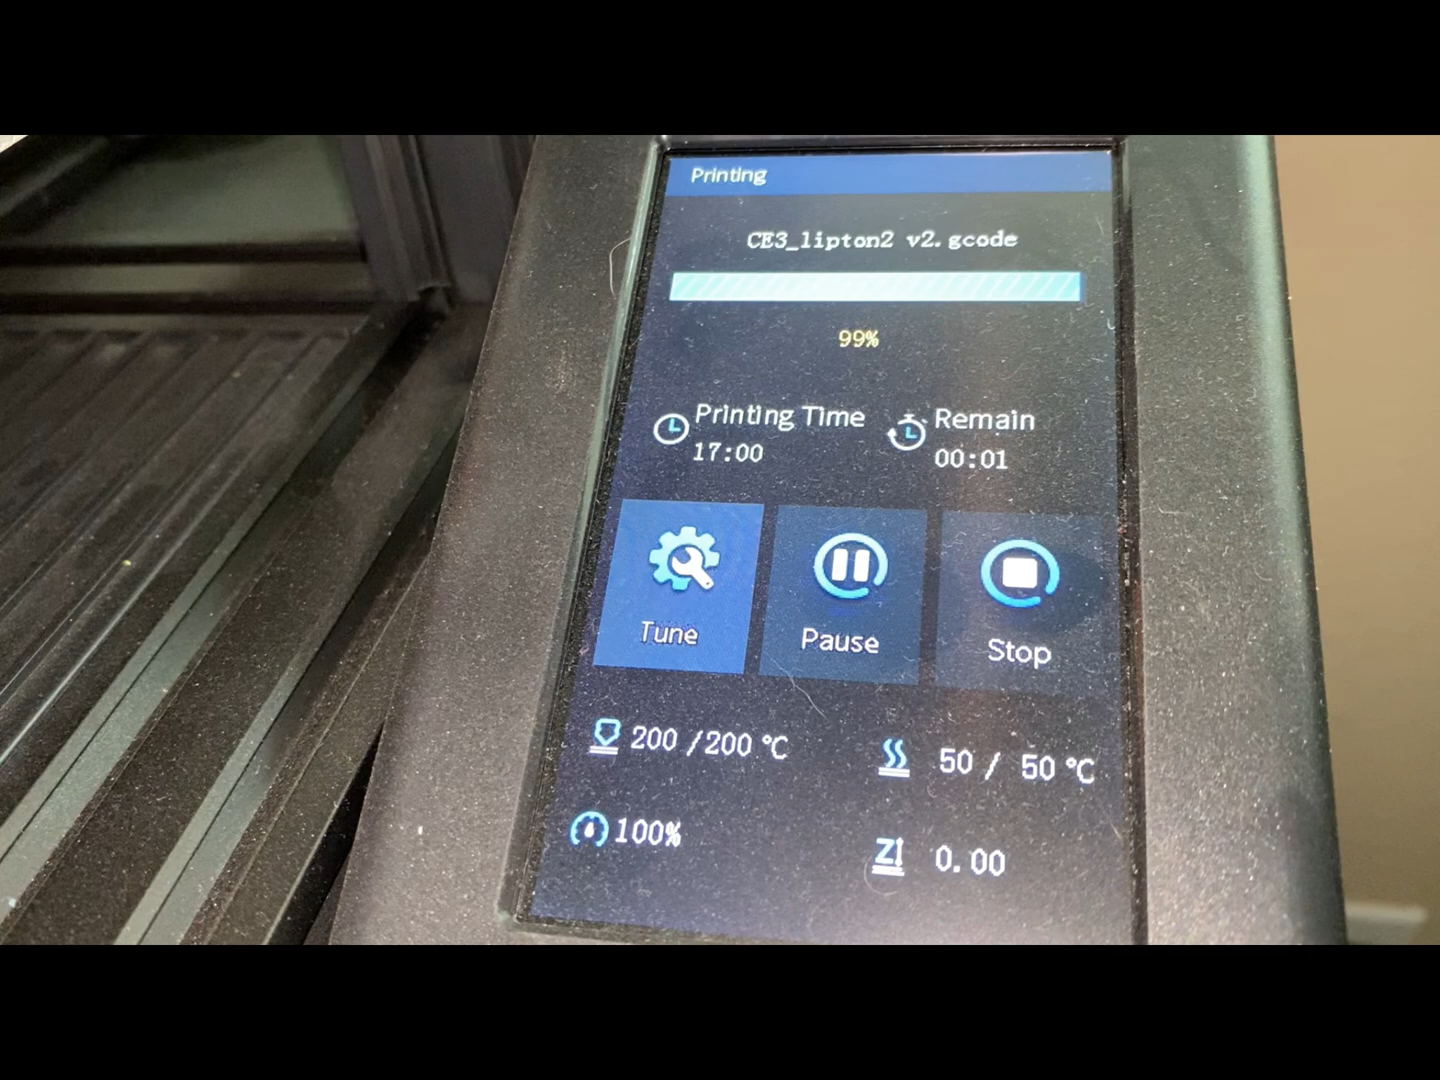 Printing
CE3_lipton2 v2.gcode
99%
Printing Time
17:00
Remain
00:01
Tune
Pause
Stop
200 /200 ℃
50 / 50 ℃
100%
Z
0.00